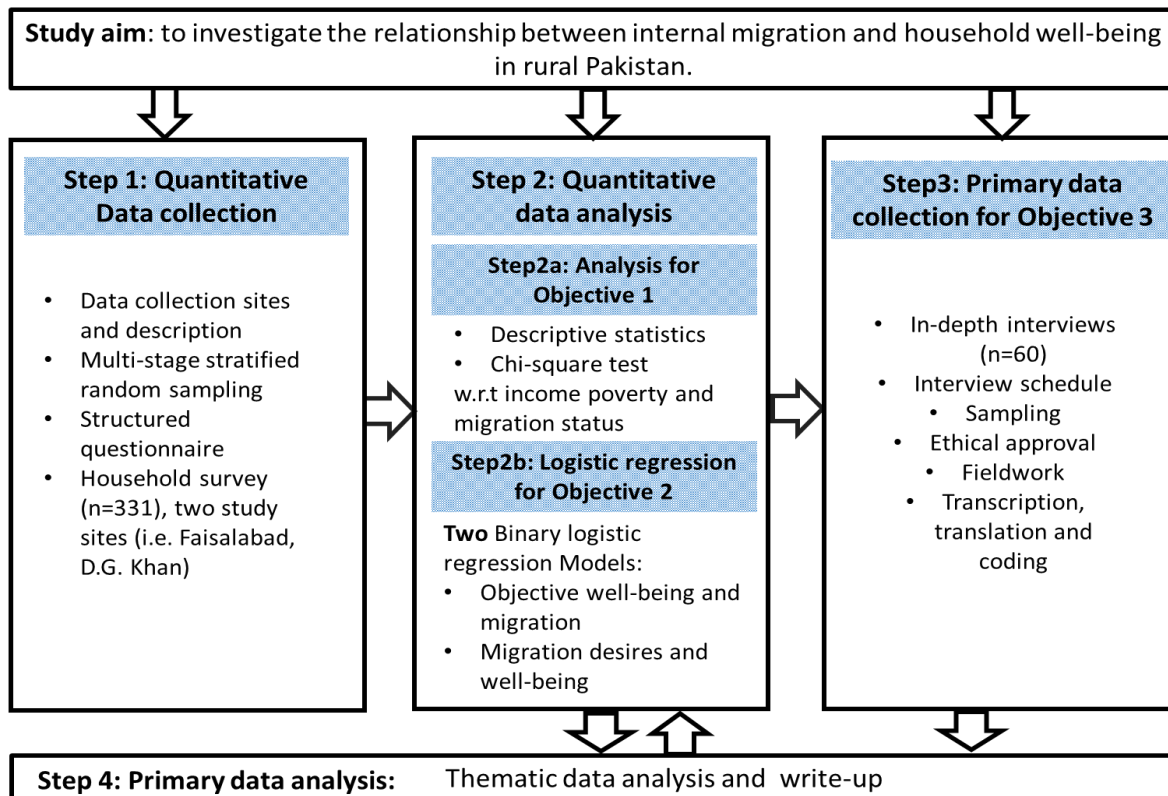 Study aim: to investigate the relationship between internal migration and household well-being
in rural Pakistan.
Step 1: Quantitative
Data collection
• Data collection sites
and description
• Multi-stage stratified
random sampling
• Structured
questionnaire
• Household survey
(n=331), two study
sites (i.e. Faisalabad,
D.G. Khan)
Step 2: Quantitative
data analysis
Step2a: Analysis for
Objective 1
• Descriptive statistics
• Chi-square test
w.r.t income poverty and
migration status
Step2b: Logistic regression
for Objective 2
Two Binary logistic
regression Models:
• Objective well-being and
migration
• Migration desires and
well-being
Step3: Primary data
collection for Objective 3
• In-depth interviews
(n=60)
• Interview schedule
• Sampling
• Ethical approval
• Fieldwork
• Transcription,
translation and
coding
Step 4: Primary data analysis: Thematic data analysis and write-up